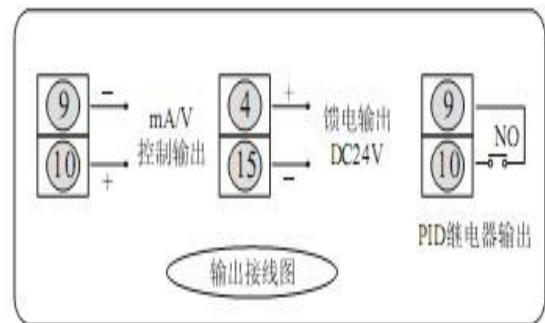 9 −
10 +
mA/V
控制输出
4 +
15 −
馈电输出
DC24V
9
10
NO
PID继电器输出
输出接线图